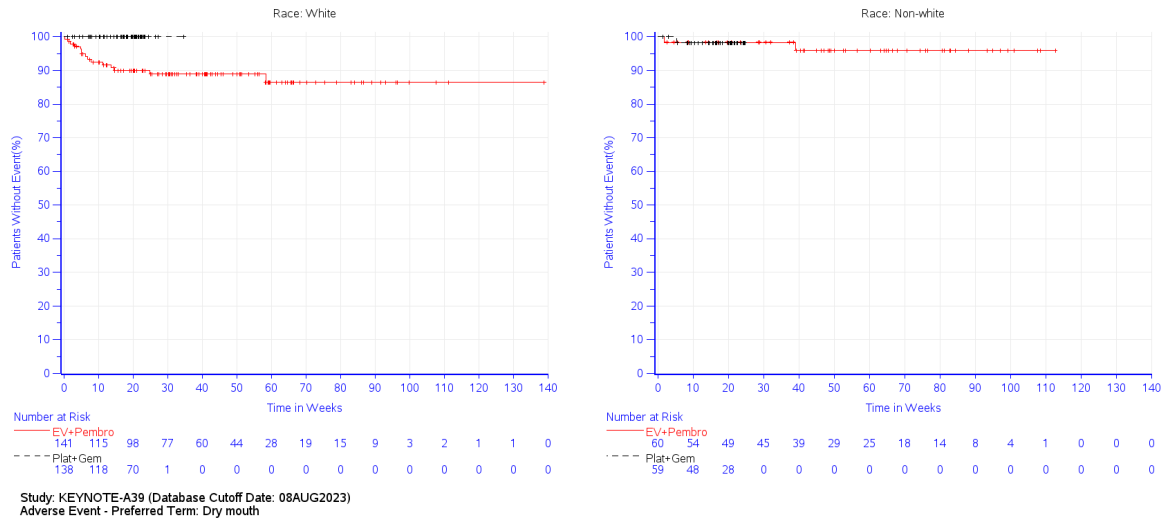 Race: White
Patients Without Event(%)
100
90
80
70
60
50
40
30
20
10
0
0 10 20 30 40 50 60 70 80 90 100 110 120 130 140
Time in Weeks
Number at Risk
EV+Pembro
141 115 98 77 60 44 28 19 15 9 3 2 1 1 0
Plat+Gem
138 118 70 1 0 0 0 0 0 0 0 0 0 0 0
Race: Non-white
Patients Without Event(%)
100
90
80
70
60
50
40
30
20
10
0
0 10 20 30 40 50 60 70 80 90 100 110 120 130 140
Time in Weeks
Number at Risk
EV+Pembro
60 54 49 45 39 29 25 18 14 8 4 1 0 0 0
Plat+Gem
59 48 28 0 0 0 0 0 0 0 0 0 0 0 0
Study: KEYNOTE-A39 (Database Cutoff Date: 08AUG2023)
Adverse Event - Preferred Term: Dry mouth